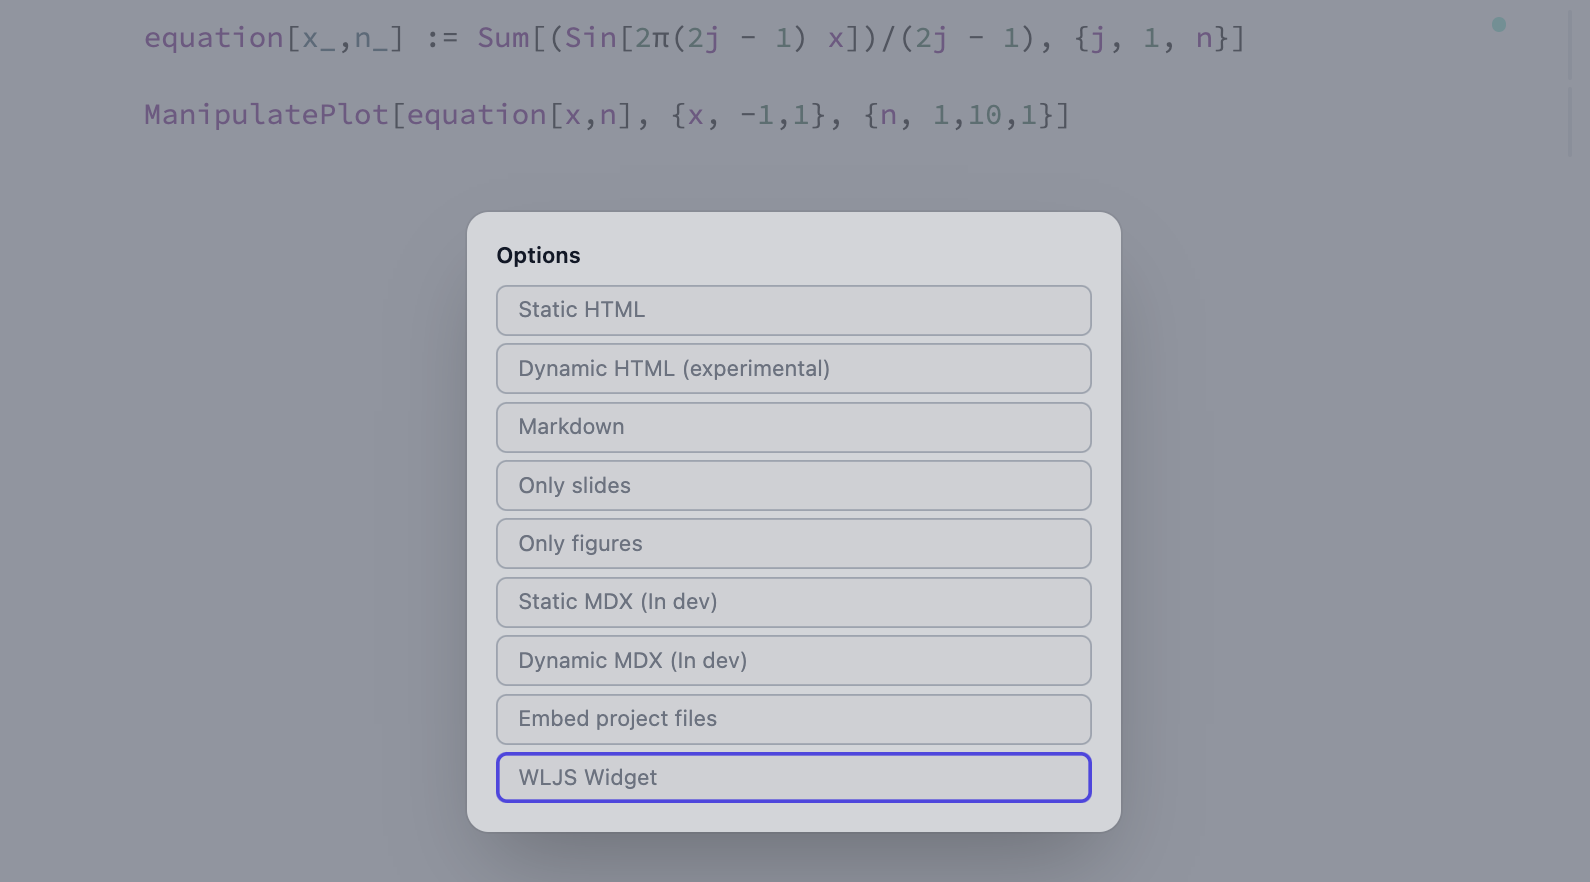 equation[x_,n_] := Sum[(Sin[2π(2j - 1) x])/(2j - 1), {j, 1, n}]
ManipulatePlot[equation[x,n], {x, -1,1}, {n, 1,10,1}]
Options
Static HTML
Dynamic HTML (experimental)
Markdown
Only slides
Only figures
Static MDX (In dev)
Dynamic MDX (In dev)
Embed project files
WLJS Widget